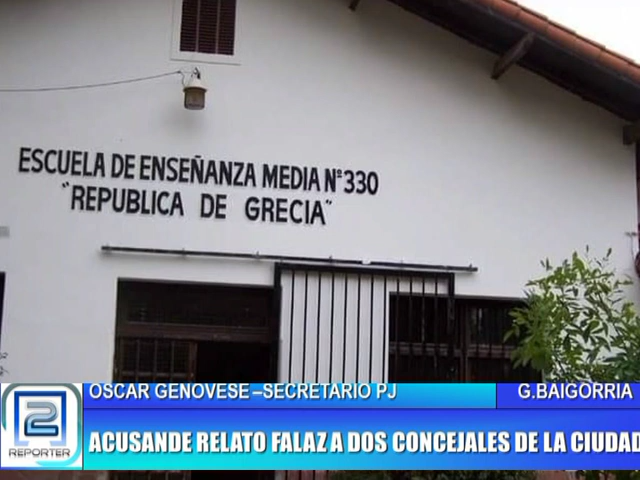 ESCUELA DE ENSEÑANZA MEDIA Nº330
"REPUBLICA DE GRECIA"
OSCAR GENOVESE –SECRETARIO PJ
G.BAIGORRIA
2
REPORTER
ACUSANDE RELATO FALAZ A DOS CONCEJALES DE LA CIUDAD